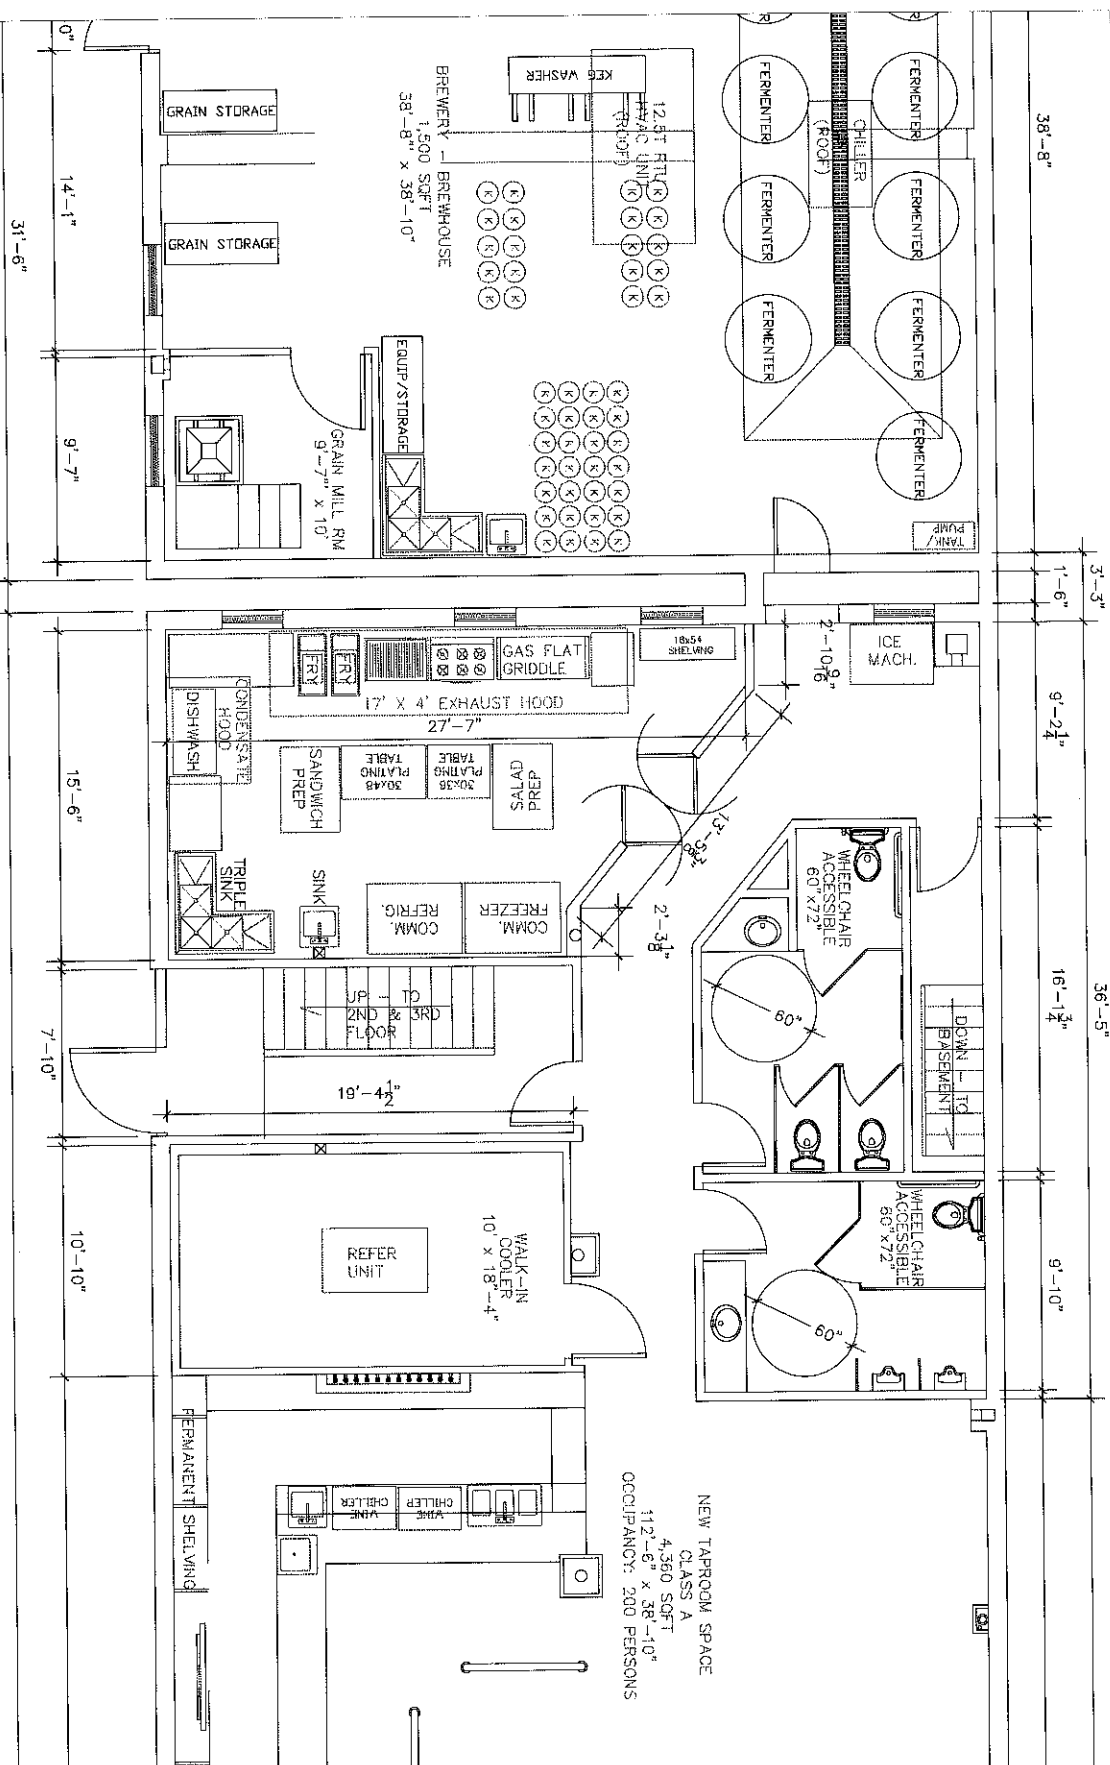 38'-8"
3'-3"
1'-6"
36'-5"
9'-2 1/4"
16'-1 3/4"
9'-10"
FERMENTER
FERMENTER
FERMENTER
FERMENTER
FERMENTER
FERMENTER
FERMENTER
CHILLER
(ROOF)
TANK/
PUMP
KEG WASHER
12.5T RTU
HVAC UNIT
(ROOF)
BREWERY - BREWHOUSE
1,500 SQFT
38'-8" x 38'-10"
K K K K K
K K K K K
K K K K K
K K K K K
K K K K K K K
K K K K K K K
K K K K K K K
K K K K K K K
GRAIN STORAGE
GRAIN STORAGE
EQUIP/STORAGE
GRAIN MILL RM
9'-7" x 10'
0"
14'-1"
31'-6"
9'-7"
ICE
MACH.
2'-10 9/16"
18x54
SHELVING
GAS FLAT
GRIDDLE
FRY
FRY
17' X 4' EXHAUST HOOD
27'-7"
CONDENSATE
HOOD
DISHWASH
SANDWICH
PREP
30x48
PLATING
TABLE
30x36
PLATING
TABLE
SALAD
PREP
13'-5 3/8"
2'-3 1/8"
TRIPLE
SINK
SINK
COMM.
REFRIG.
COMM.
FREEZER
15'-6"
7'-10"
10'-10"
WHEELCHAIR
ACCESSIBLE
60"x72"
60"
DOWN - TO
BASEMENT
UP - TO
2ND & 3RD
FLOOR
19'-4 1/2"
WHEELCHAIR
ACCESSIBLE
60"x72"
60"
WALK-IN
COOLER
10' x 18'-4"
REFER
UNIT
PERMANENT SHELVING
WINE
CHILLER
WINE
CHILLER
NEW TAPROOM SPACE
CLASS A
4,360 SQFT
112'-6" x 38'-10"
OCCUPANCY: 200 PERSONS